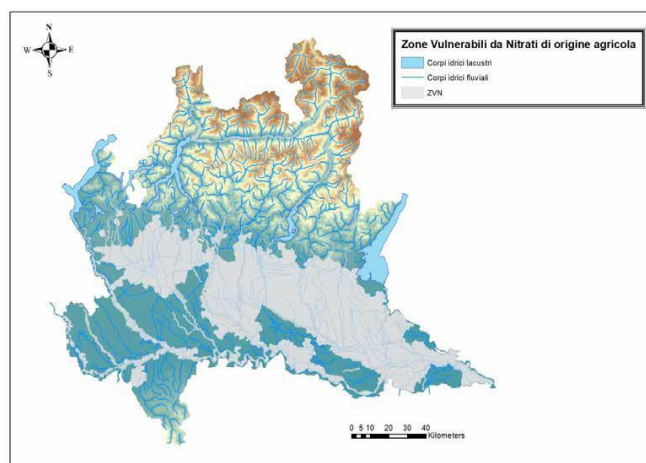 N
W E
S
Zone Vulnerabili da Nitrati di origine agricola
Corpi idrici lacustri
Corpi idrici fluviali
ZVN
0 5 10 20 30 40
Kilometers